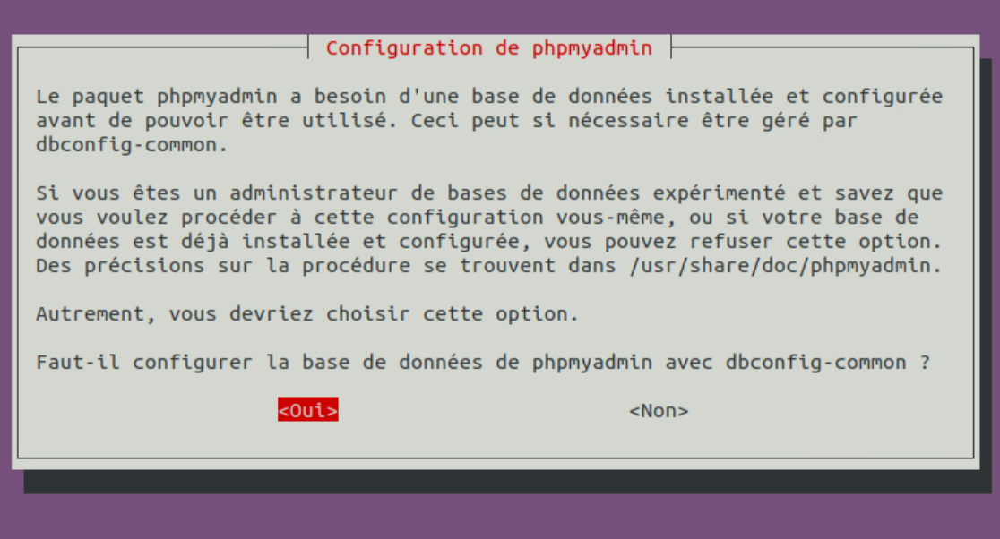 Configuration de phpmyadmin
Le paquet phpmyadmin a besoin d'une base de données installée et configurée
avant de pouvoir être utilisé. Ceci peut si nécessaire être géré par
dbconfig-common.
Si vous êtes un administrateur de bases de données expérimenté et savez que
vous voulez procéder à cette configuration vous-même, ou si votre base de
données est déjà installée et configurée, vous pouvez refuser cette option.
Des précisions sur la procédure se trouvent dans /usr/share/doc/phpmyadmin.
Autrement, vous devriez choisir cette option.
Faut-il configurer la base de données de phpmyadmin avec dbconfig-common ?
<Oui> <Non>